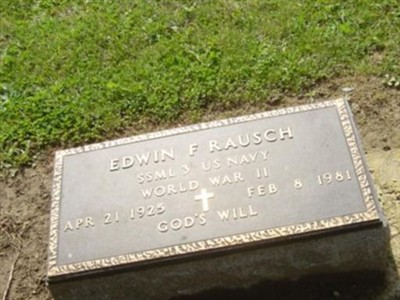 EDWIN F RAUSCH
SSML 3 US NAVY
WORLD WAR II
APR 21 1925 FEB 8 1981
GOD'S WILL